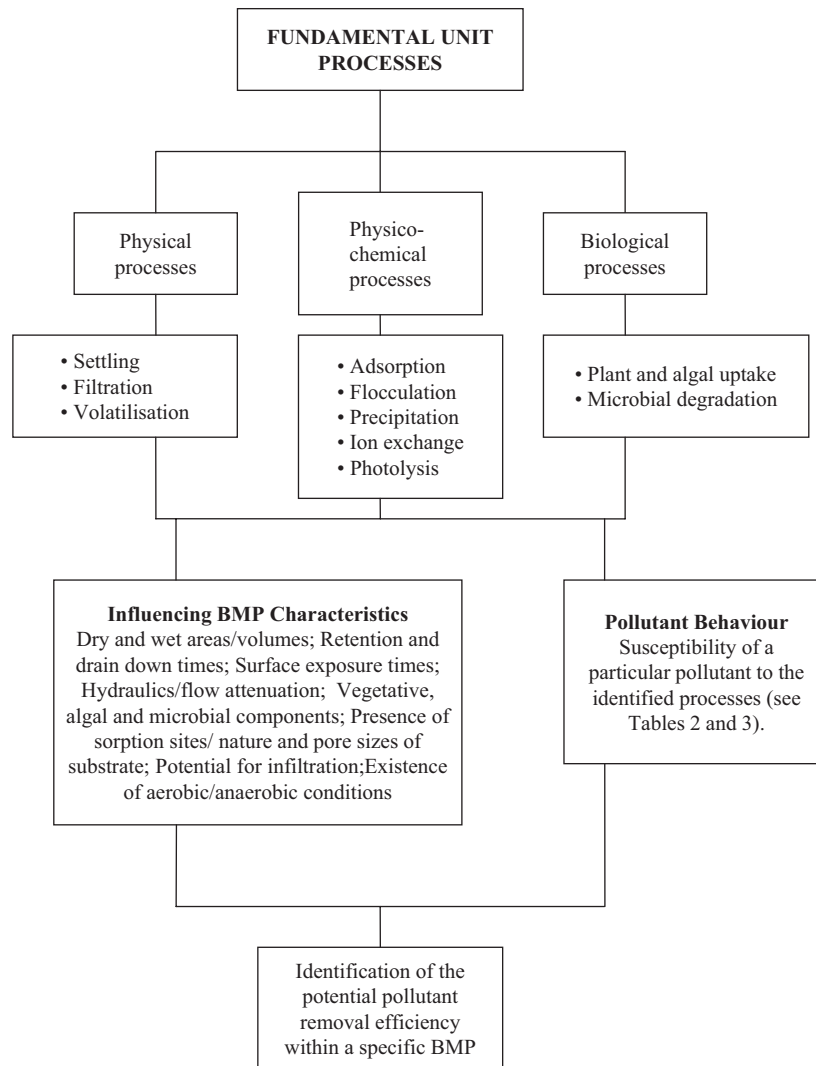 FUNDAMENTAL UNIT
PROCESSES
Physical
processes
Physico-
chemical
processes
Biological
processes
• Settling
• Filtration
• Volatilisation
• Adsorption
• Flocculation
• Precipitation
• Ion exchange
• Photolysis
• Plant and algal uptake
• Microbial degradation
Influencing BMP Characteristics
Dry and wet areas/volumes; Retention and
drain down times; Surface exposure times;
Hydraulics/flow attenuation; Vegetative,
algal and microbial components; Presence of
sorption sites/ nature and pore sizes of
substrate; Potential for infiltration;Existence
of aerobic/anaerobic conditions
Pollutant Behaviour
Susceptibility of a
particular pollutant to the
identified processes (see
Tables 2 and 3).
Identification of the
potential pollutant
removal efficiency
within a specific BMP